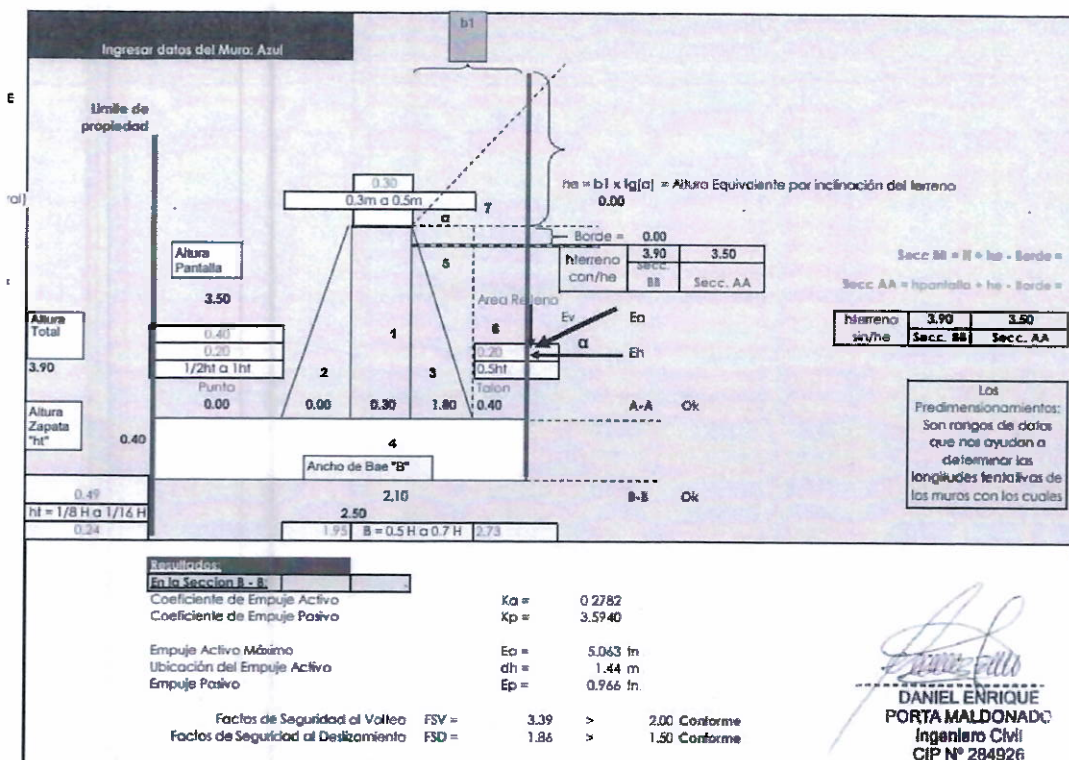 b1
Ingresar datos del Muro: Azul
E
Limite de
propiedad
0.30
0.3m a 0.5m
7
he = b1 x tg(a) = Altura Equivalente por inclinación del terreno
0.00
ral)
α
Borde = 0.00
5
Altura
Pantalla
3.50
hterreno
con/he
3.90 3.50
Secc.
BB
Secc. AA
Secc BB = H + he - Borde =
Secc. AA = hpantalla + he - Borde =
Area Relleno
Ev
Ea
hterreno
sin/he
3.90 3.50
Secc. BB Secc. AA
Altura
Total
3.90
0.40
0.20
1/2ht a 1ht
Punta
0.00
1
6
α
Eh
0.20
0.5ht
Talon
0.40
2
3
0.00 0.30 1.80
A-A Ok
Los
Predimensionamientos:
Son rangos de datos
que nos ayudan a
determinar las
longitudes tentativas de
los muros con los cuales
Altura
Zapata
"ht"
0.40
4
Ancho de Bae "B"
0.49
2.10
B-B Ok
ht = 1/8 H a 1/16 H
2.50
0.24
1.95 B = 0.5 H a 0.7 H 2.73
Resultados:
En la Seccion B - B:
Coeficiente de Empuje Activo Ka = 0.2782
Coeficiente de Empuje Pasivo Kp = 3.5940
Empuje Activo Máximo Ea = 5.063 tn
Ubicación del Empuje Activo dh = 1.44 m
Empuje Pasivo Ep = 0.966 tn
Factos de Seguridad al Volteo FSV = 3.39 > 2.00 Conforme
Factos de Seguridad al Deslizamiento FSD = 1.86 > 1.50 Conforme
DANIEL ENRIQUE
PORTA MALDONADO
Ingeniero Civil
CIP N° 284926